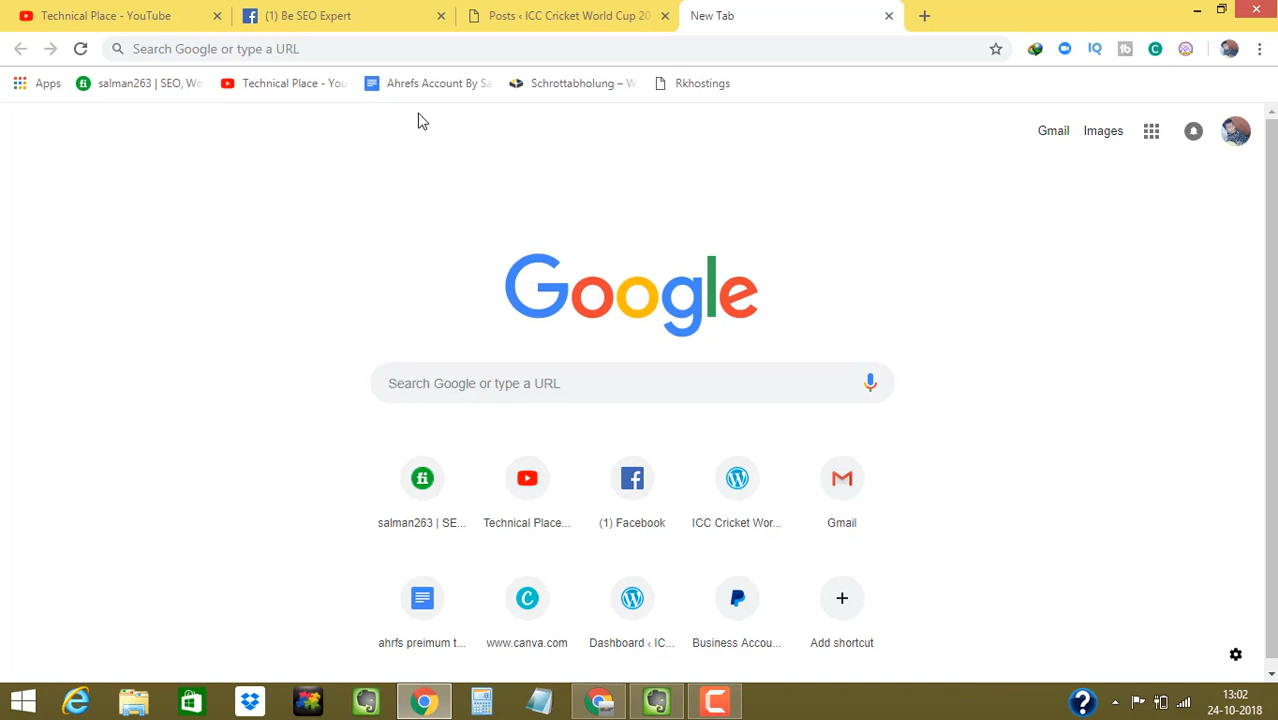 Technical Place - YouTube
(1) Be SEO Expert
Posts ‹ ICC Cricket World Cup 20
New Tab
Search Google or type a URL
Apps
salman263 | SEO, Wo
Technical Place - You
Ahrefs Account By Sa
Schrottabholung – W
Rkhostings
Gmail
Images
Google
Search Google or type a URL
salman263 | SE...
Technical Place...
(1) Facebook
ICC Cricket Wor...
Gmail
ahrfs preimum t...
www.canva.com
Dashboard ‹ IC...
Business Accou...
Add shortcut
13:02
24-10-2018